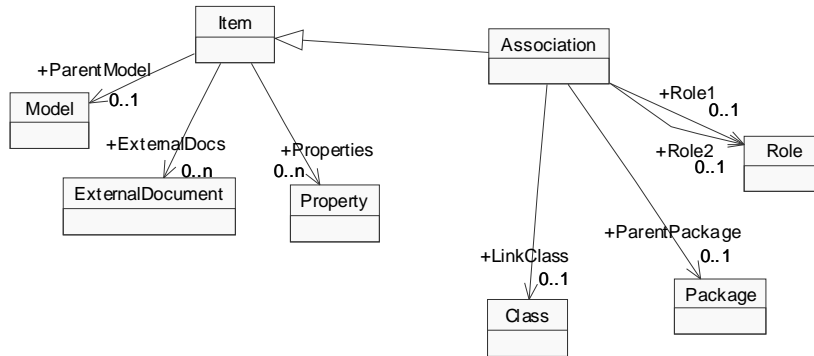 Item
Association
+ParentModel
0..1
Model
+Role1
0..1
+ExternalDocs
0..n
+Properties
0..n
+Role2
0..1
Role
ExternalDocument
Property
+ParentPackage
0..1
+LinkClass
0..1
Package
Class